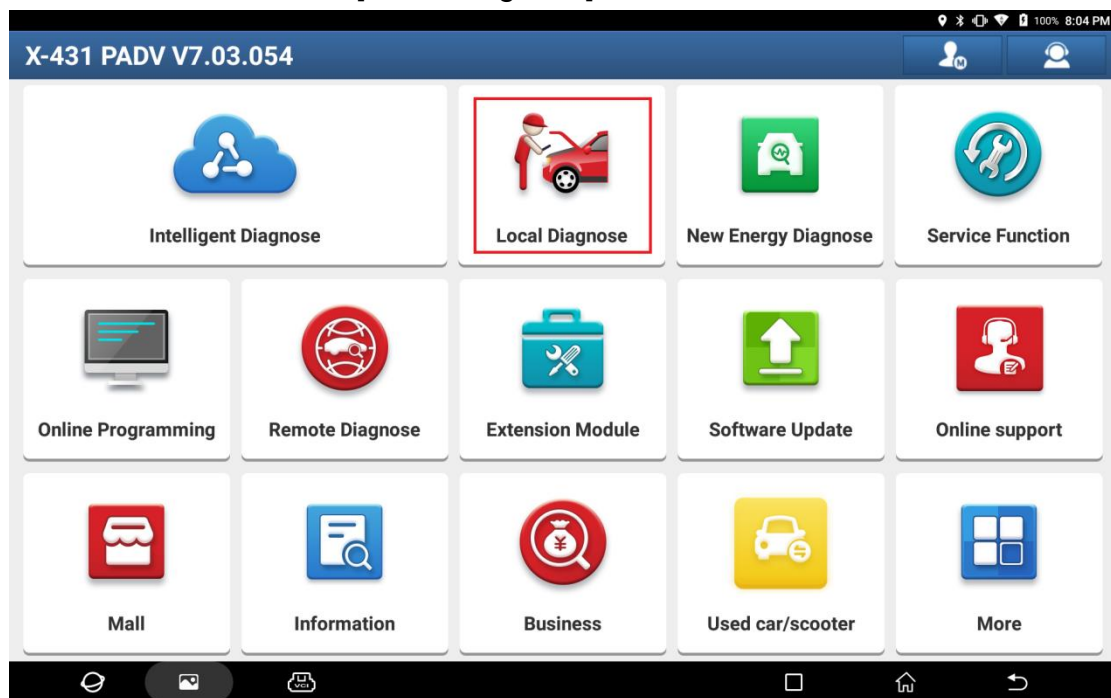 100% 8:04 PM
X-431 PADV V7.03.054
M
Intelligent Diagnose
Local Diagnose
New Energy Diagnose
Service Function
Online Programming
Remote Diagnose
Extension Module
Software Update
Online support
¥
Mall
Information
Business
Used car/scooter
More
VCI